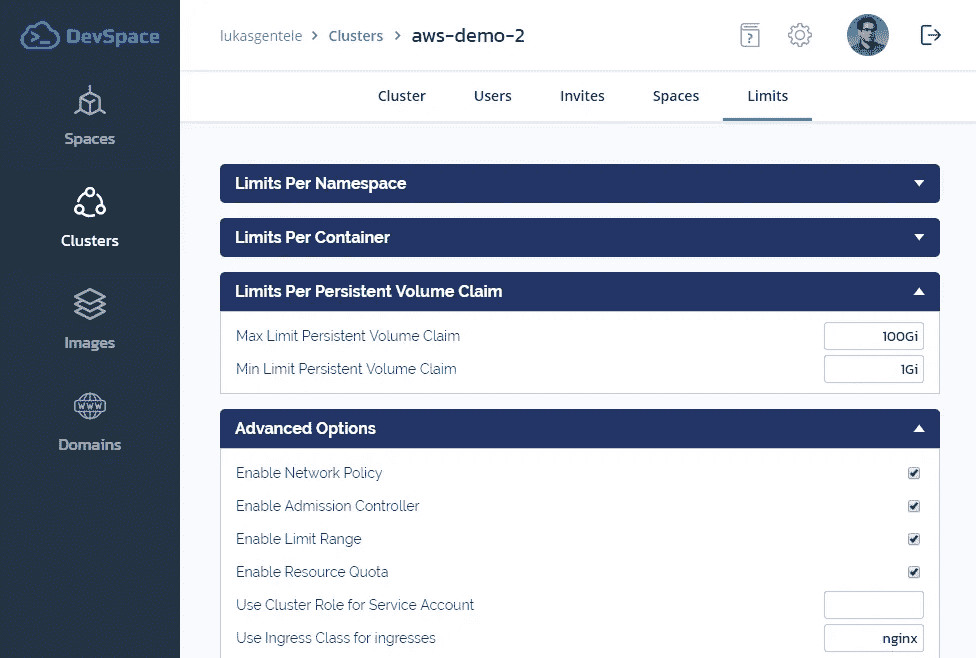 DevSpace
lukasgenteie > Clusters > aws-demo-2
?
Cluster Users Invites Spaces Limits
Spaces
Clusters
Images
WWW
Domains
Limits Per Namespace
Limits Per Container
Limits Per Persistent Volume Claim
Max Limit Persistent Volume Claim 100Gi
Min Limit Persistent Volume Claim 1Gi
Advanced Options
Enable Network Policy
Enable Admission Controller
Enable Limit Range
Enable Resource Quota
Use Cluster Role for Service Account
Use Ingress Class for ingresses nginx